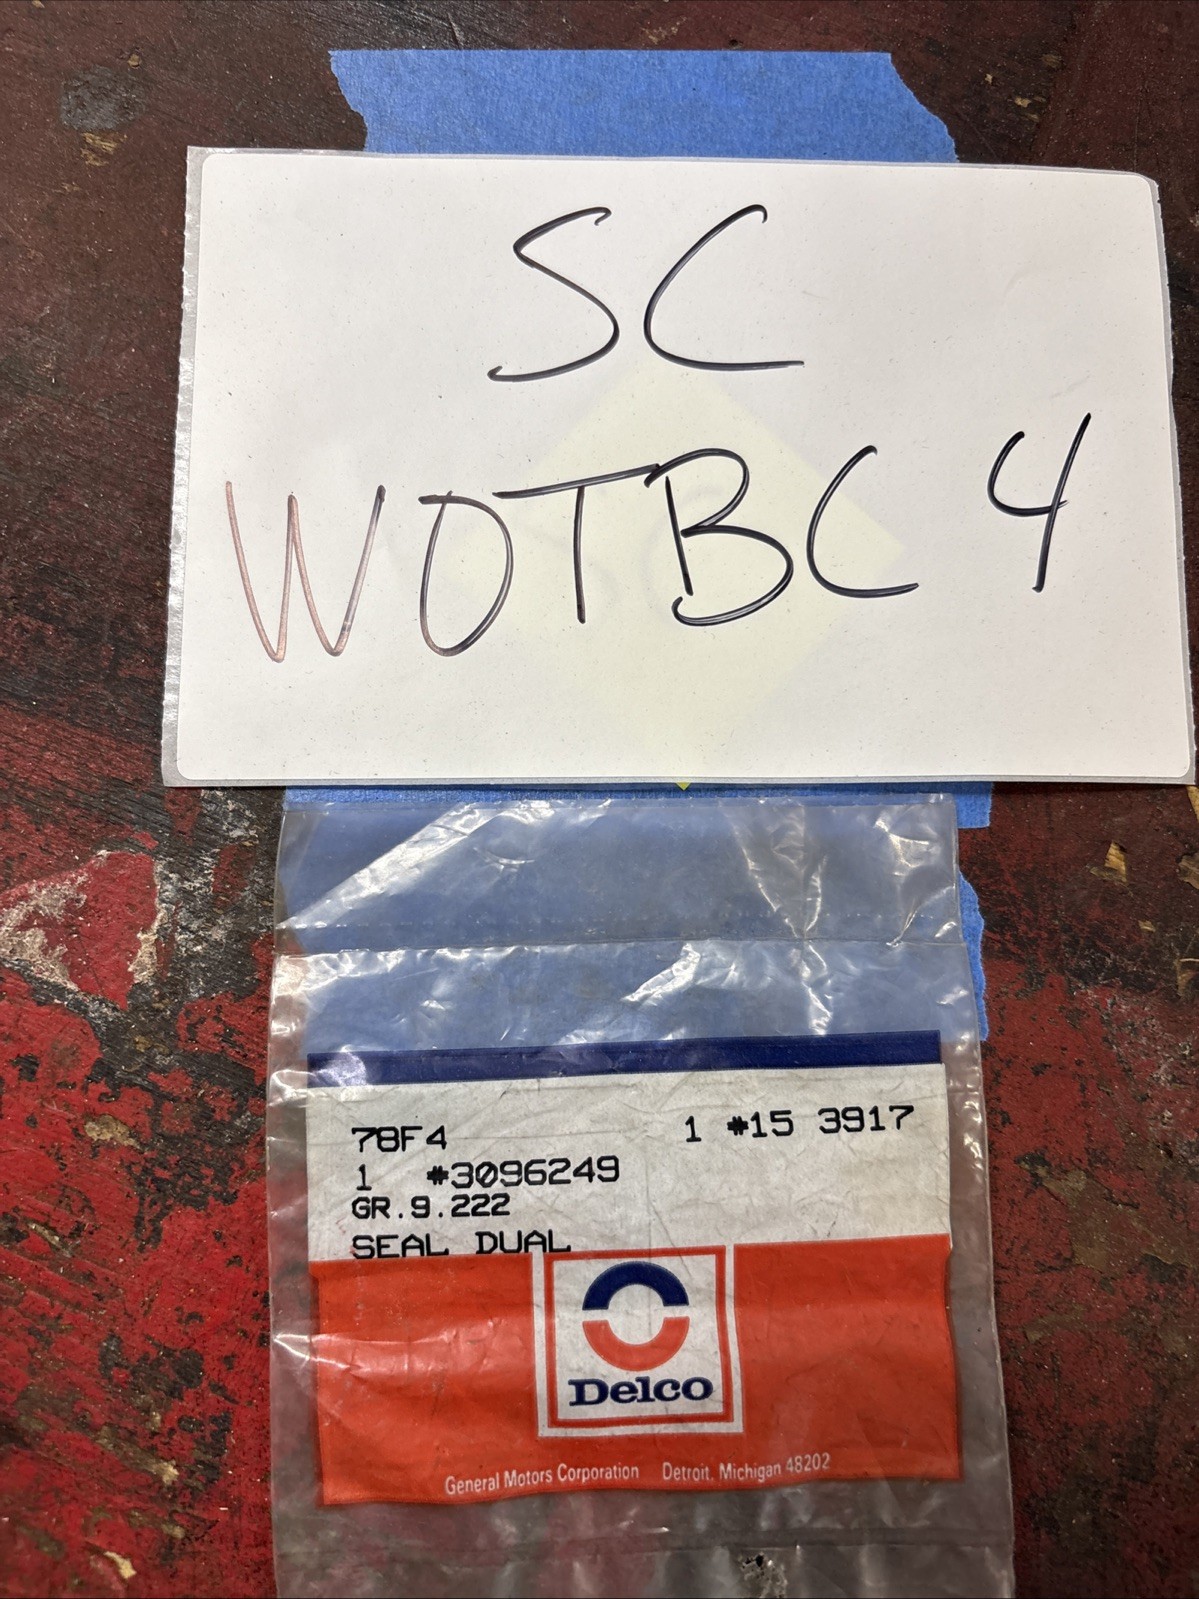 SC
WOTBC 4
78F4 1 #15 3917
1 #3096249
GR.9.222
SEAL DUAL
Delco
General Motors Corporation Detroit, Michigan 48202